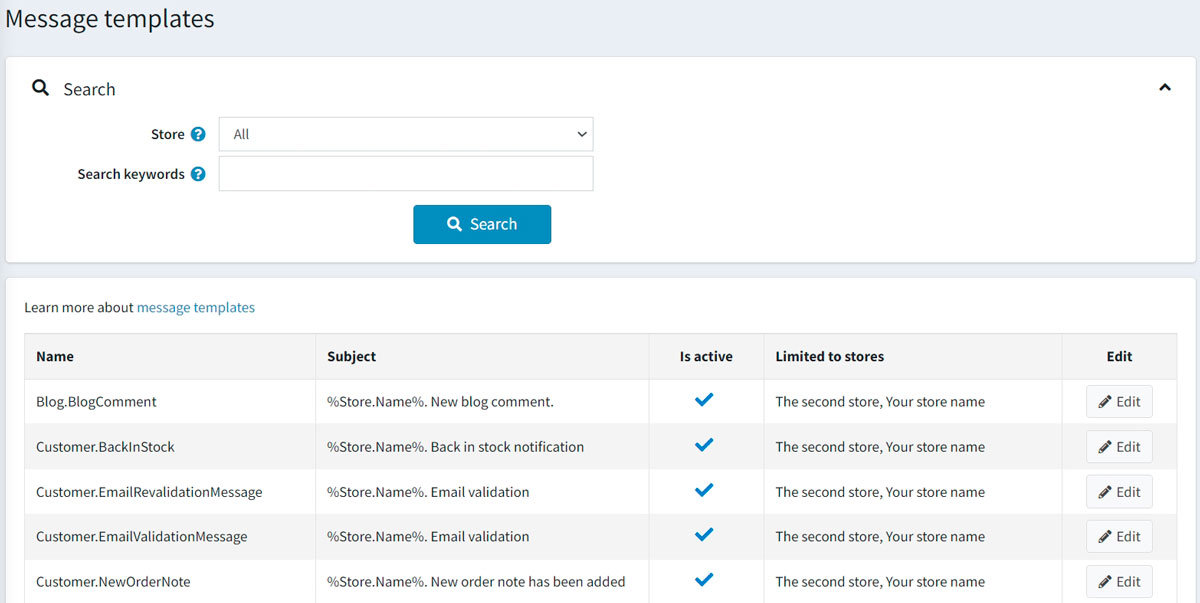 Message templates
Search
Store ? All
Search keywords ?
Search
Learn more about message templates
Name Subject Is active Limited to stores Edit
Blog.BlogComment %Store.Name%. New blog comment. The second store, Your store name Edit
Customer.BackInStock %Store.Name%. Back in stock notification The second store, Your store name Edit
Customer.EmailRevalidationMessage %Store.Name%. Email validation The second store, Your store name Edit
Customer.EmailValidationMessage %Store.Name%. Email validation The second store, Your store name Edit
Customer.NewOrderNote %Store.Name%. New order note has been added The second store, Your store name Edit